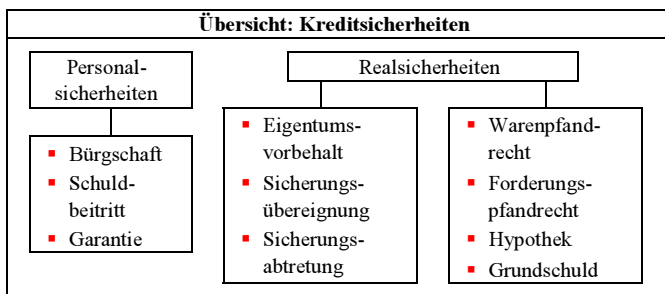 Übersicht: Kreditsicherheiten
Personal-
sicherheiten
Bürgschaft
Schuld-
beitritt
Garantie
Realsicherheiten
Eigentums-
vorbehalt
Sicherungs-
übereignung
Sicherungs-
abtretung
Warenpfand-
recht
Forderungs-
pfandrecht
Hypothek
Grundschuld